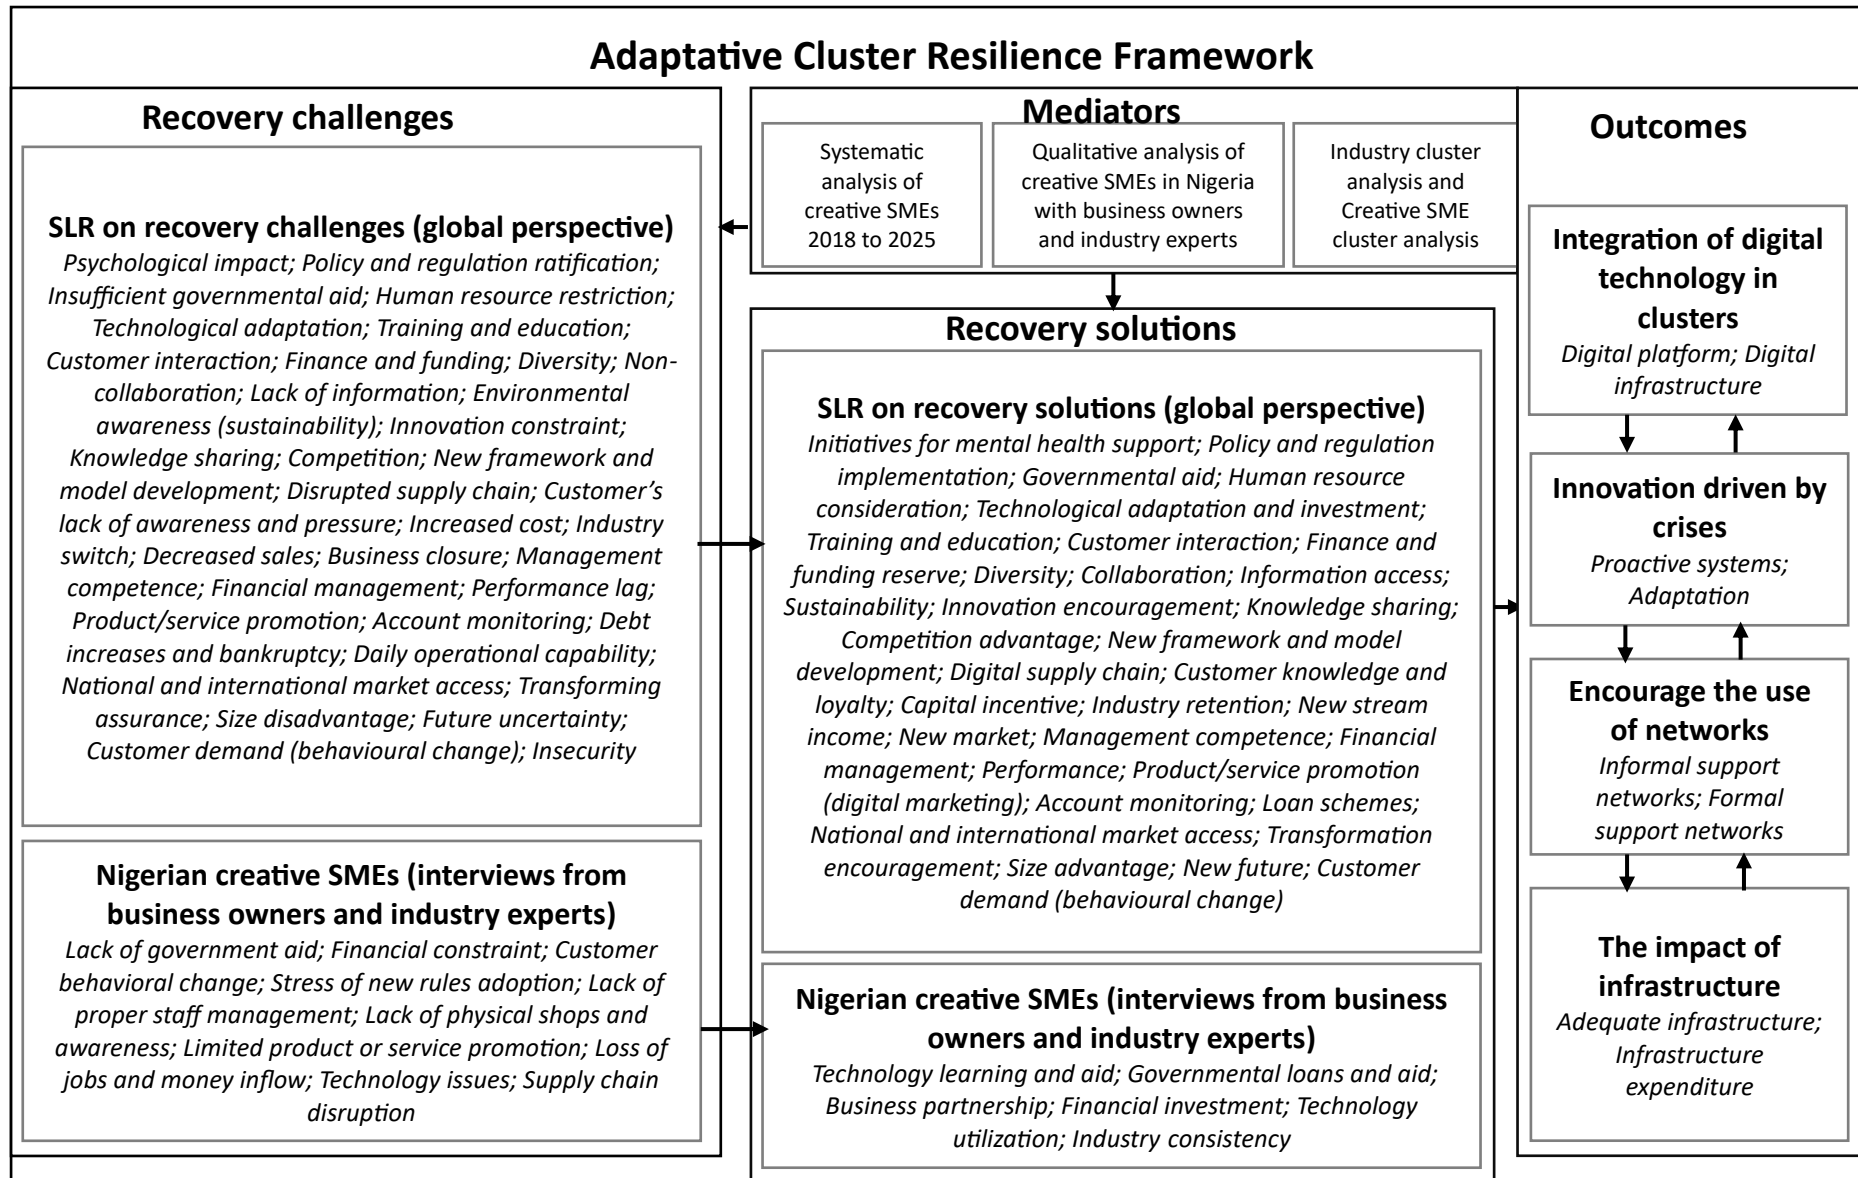 Adaptative Cluster Resilience Framework
Recovery challenges
SLR on recovery challenges (global perspective)
Psychological impact; Policy and regulation ratification;
Insufficient governmental aid; Human resource restriction;
Technological adaptation; Training and education;
Customer interaction; Finance and funding; Diversity; Non-
collaboration; Lack of information; Environmental
awareness (sustainability); Innovation constraint;
Knowledge sharing; Competition; New framework and
model development; Disrupted supply chain; Customer’s
lack of awareness and pressure; Increased cost; Industry
switch; Decreased sales; Business closure; Management
competence; Financial management; Performance lag;
Product/service promotion; Account monitoring; Debt
increases and bankruptcy; Daily operational capability;
National and international market access; Transforming
assurance; Size disadvantage; Future uncertainty;
Customer demand (behavioural change); Insecurity
Nigerian creative SMEs (interviews from
business owners and industry experts)
Lack of government aid; Financial constraint; Customer
behavioral change; Stress of new rules adoption; Lack of
proper staff management; Lack of physical shops and
awareness; Limited product or service promotion; Loss of
jobs and money inflow; Technology issues; Supply chain
disruption
Mediators
Systematic
analysis of
creative SMEs
2018 to 2025
Qualitative analysis of
creative SMEs in Nigeria
with business owners
and industry experts
Industry cluster
analysis and
Creative SME
cluster analysis
Recovery solutions
SLR on recovery solutions (global perspective)
Initiatives for mental health support; Policy and regulation
implementation; Governmental aid; Human resource
consideration; Technological adaptation and investment;
Training and education; Customer interaction; Finance and
funding reserve; Diversity; Collaboration; Information access;
Sustainability; Innovation encouragement; Knowledge sharing;
Competition advantage; New framework and model
development; Digital supply chain; Customer knowledge and
loyalty; Capital incentive; Industry retention; New stream
income; New market; Management competence; Financial
management; Performance; Product/service promotion
(digital marketing); Account monitoring; Loan schemes;
National and international market access; Transformation
encouragement; Size advantage; New future; Customer
demand (behavioural change)
Nigerian creative SMEs (interviews from business
owners and industry experts)
Technology learning and aid; Governmental loans and aid;
Business partnership; Financial investment; Technology
utilization; Industry consistency
Outcomes
Integration of digital
technology in
clusters
Digital platform; Digital
infrastructure
Innovation driven by
crises
Proactive systems;
Adaptation
Encourage the use
of networks
Informal support
networks; Formal
support networks
The impact of
infrastructure
Adequate infrastructure;
Infrastructure
expenditure